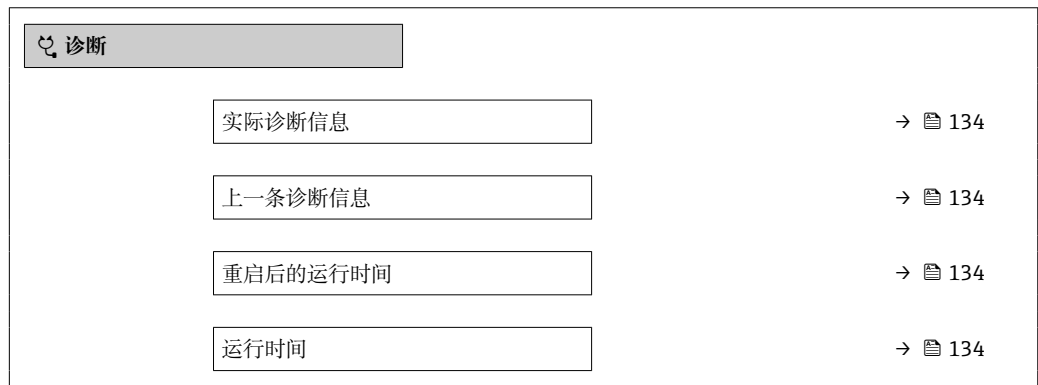 诊断
实际诊断信息 → 134
上一条诊断信息 → 134
重启后的运行时间 → 134
运行时间 → 134